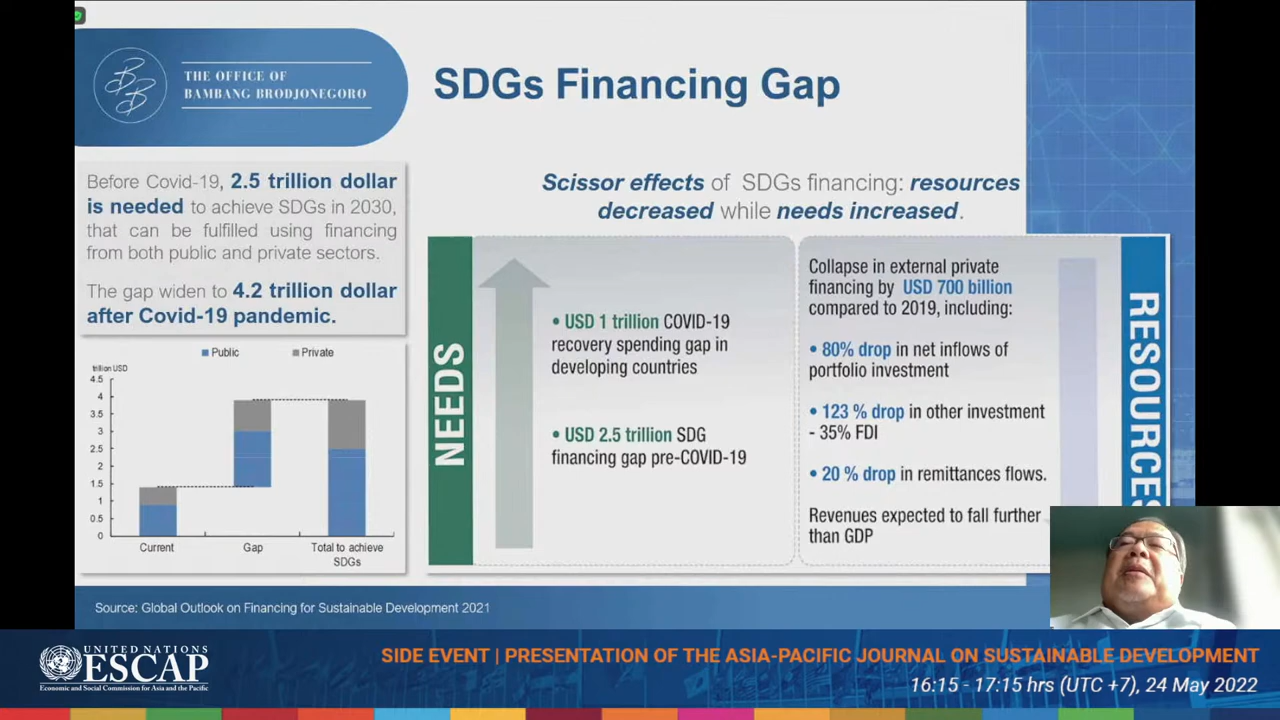 THE OFFICE OF
BAMBANG BRODJONEGORO
SDGs Financing Gap
Before Covid-19, 2.5 trillion dollar
is needed to achieve SDGs in 2030,
that can be fulfilled using financing
from both public and private sectors.
The gap widen to 4.2 trillion dollar
after Covid-19 pandemic.
Scissor effects of SDGs financing: resources
decreased while needs increased.
Public Private
trillion USD
4.5
4
3.5
3
2.5
2
1.5
1
0.5
0
Current Gap Total to achieve
SDGs
NEEDS
• USD 1 trillion COVID-19
recovery spending gap in
developing countries
• USD 2.5 trillion SDG
financing gap pre-COVID-19
Collapse in external private
financing by USD 700 billion
compared to 2019, including:
• 80% drop in net inflows of
portfolio investment
• 123 % drop in other investment
- 35% FDI
• 20 % drop in remittances flows.
Revenues expected to fall further
than GDP
RESOURCES
Source: Global Outlook on Financing for Sustainable Development 2021
UNITED NATIONS
ESCAP
Economic and Social Commission for Asia and the Pacific
SIDE EVENT | PRESENTATION OF THE ASIA-PACIFIC JOURNAL ON SUSTAINABLE DEVELOPMENT
16:15 - 17:15 hrs (UTC +7), 24 May 2022